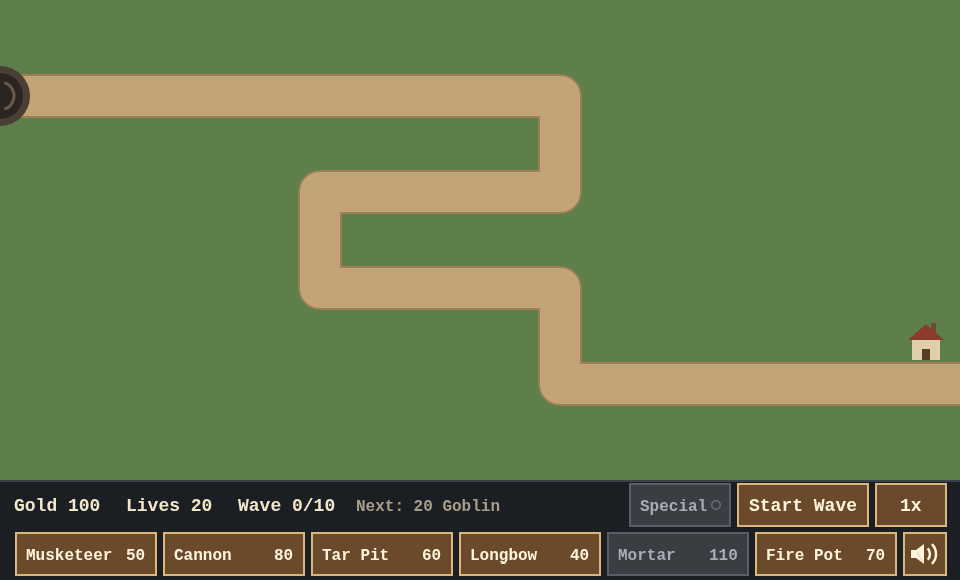 Gold 100 Lives 20 Wave 0/10 Next: 20 Goblin Special Start Wave 1x
Musketeer 50 Cannon 80 Tar Pit 60 Longbow 40 Mortar 110 Fire Pot 70